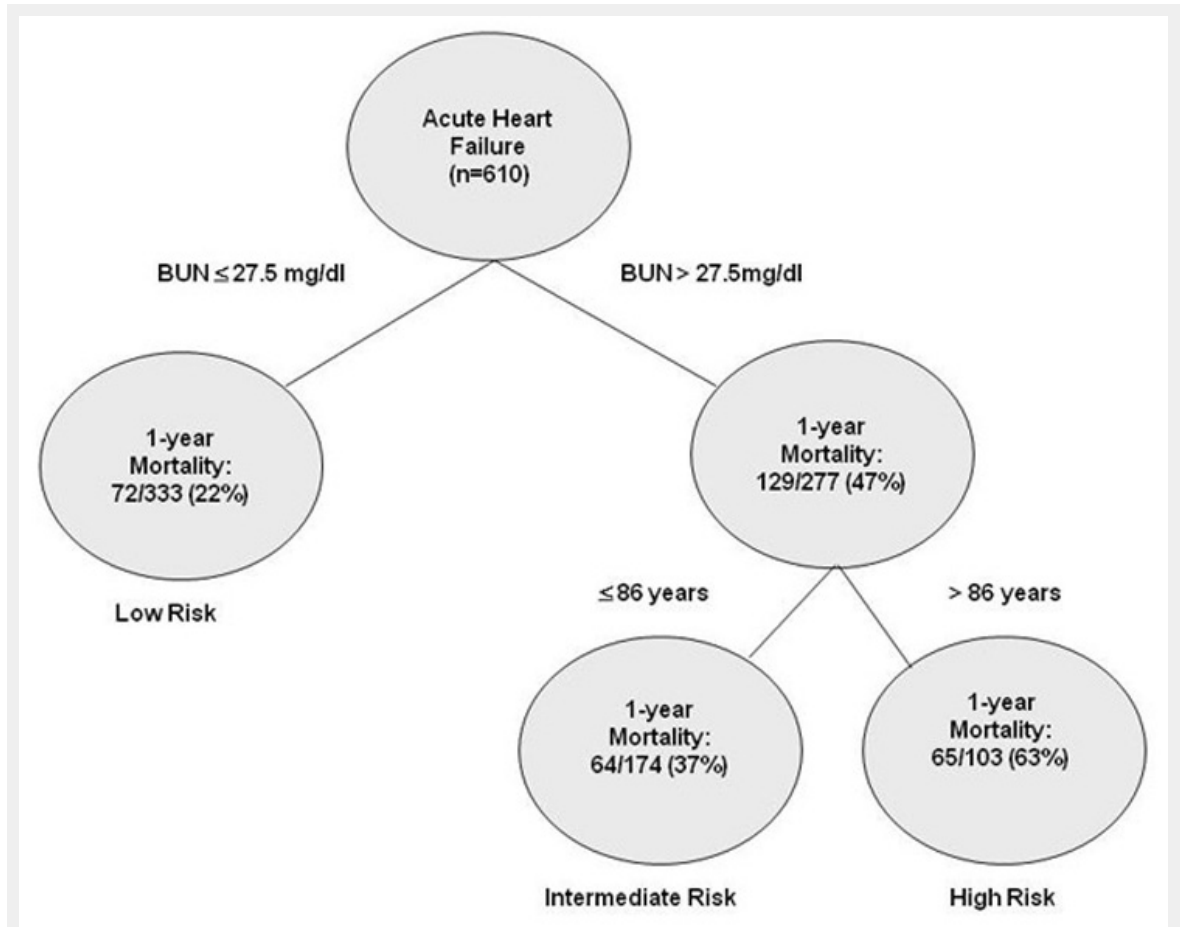 Acute Heart
Failure
(n=610)
BUN ≤ 27.5 mg/dl
BUN > 27.5mg/dl
1-year
Mortality:
72/333 (22%)
Low Risk
1-year
Mortality:
129/277 (47%)
≤ 86 years
> 86 years
1-year
Mortality:
64/174 (37%)
Intermediate Risk
1-year
Mortality:
65/103 (63%)
High Risk